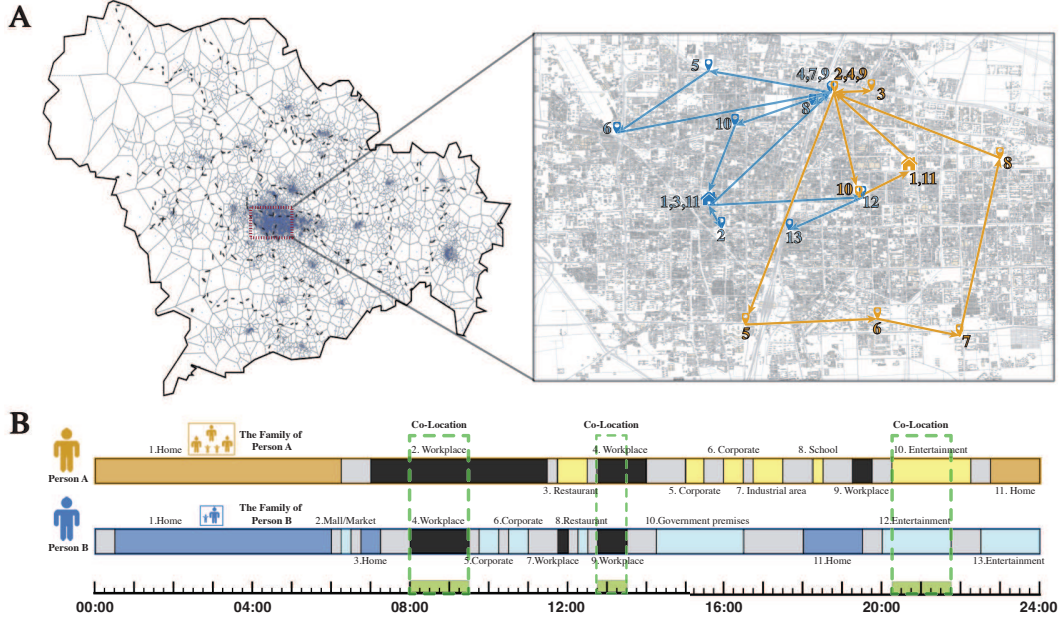 A
5
4,7,9 2,4,9
3
8
6
10
8
1,11
10
1,3,11
12
2
13
5
6
7
B
Co-Location
Co-Location
Co-Location
1.Home
The Family of
Person A
2. Workplace
4. Workplace
6. Corporate
8. School
10. Entertainment
Person A
3. Restaurant
5. Corporate
7. Industrial area
9. Workplace
11. Home
1.Home
The Family of
Person B
2.Mall/Market
4.Workplace
6.Corporate
8.Restaurant
10.Government premises
12.Entertainment
Person B
3.Home
5.Corporate
7.Workplace
9.Workplace
11.Home
13.Entertainment
00:00
04:00
08:00
12:00
16:00
20:00
24:00